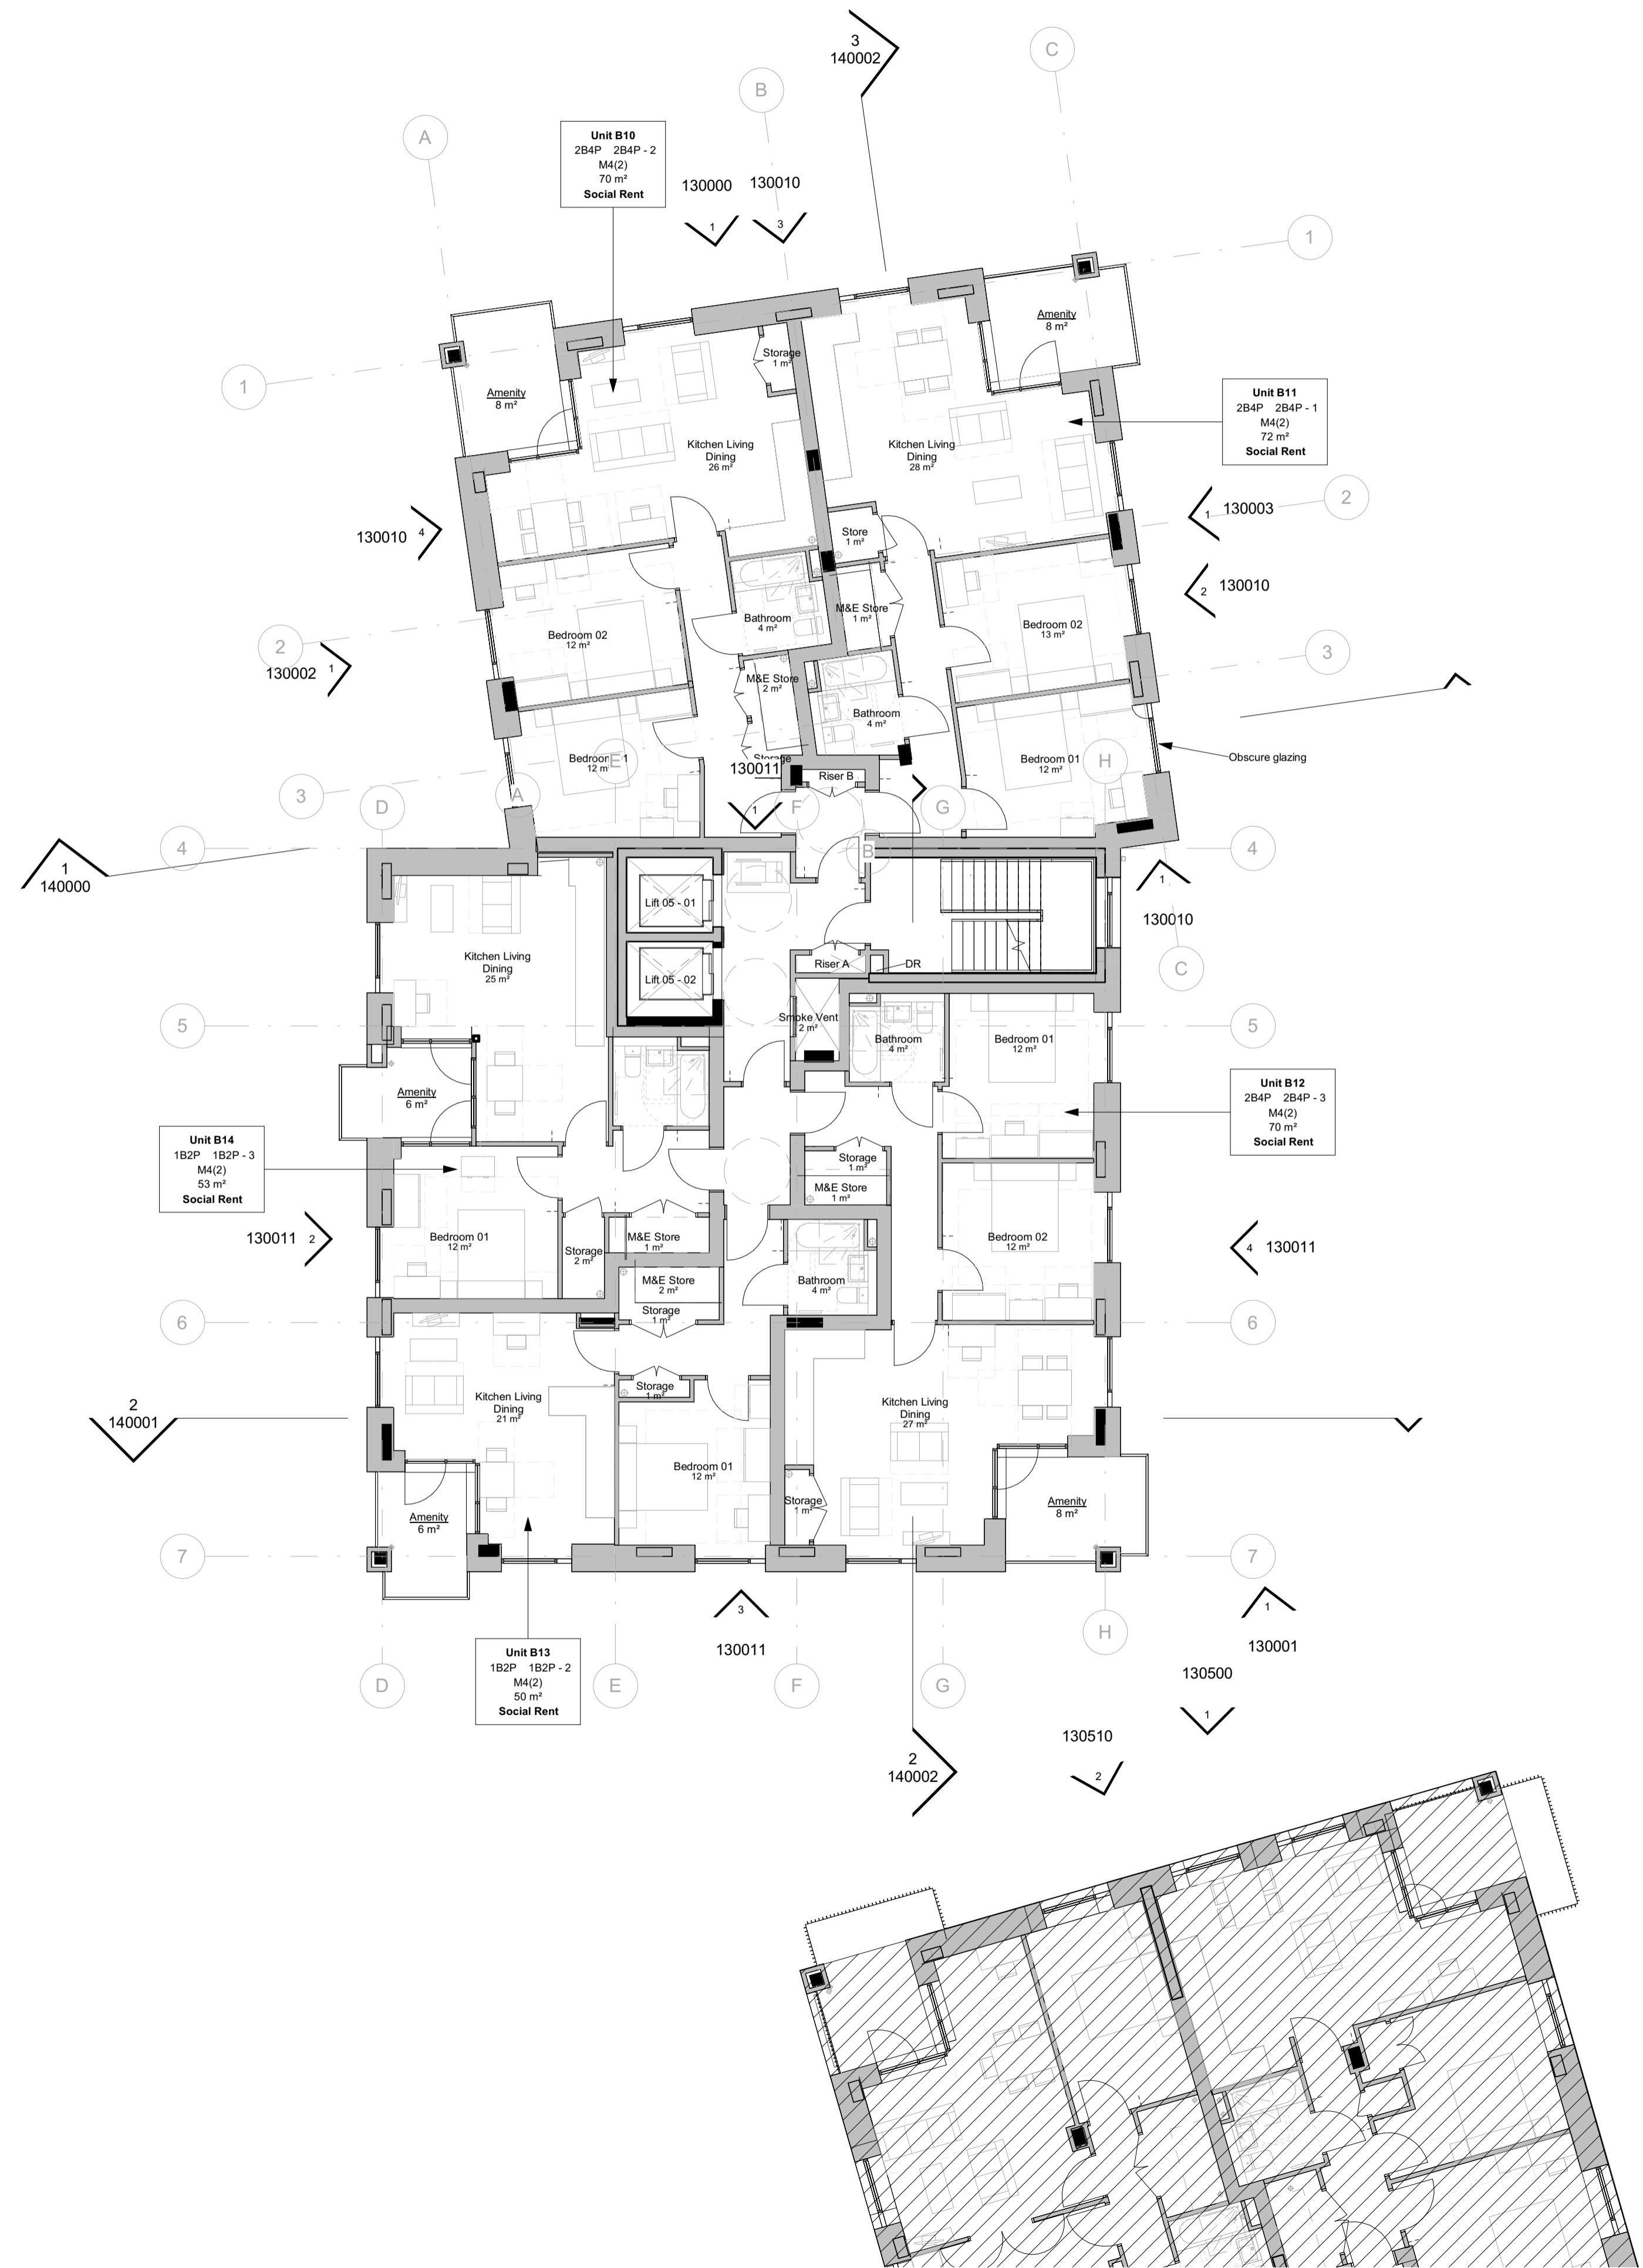 3
140002
C
B
A
Unit B10
2B4P 2B4P - 2
M4(2)
70 m²
Social Rent
130000
130010
1
3
1
Amenity
8 m²
Storage
1 m²
1
Amenity
8 m²
Unit B11
2B4P 2B4P - 1
M4(2)
72 m²
Social Rent
Kitchen Living
Dining
26 m²
Kitchen Living
Dining
28 m²
2
1
130003
130010
4
Store
1 m²
2
130010
M&E Store
1 m²
Bathroom
4 m²
Bedroom 02
12 m²
Bedroom 02
13 m²
2
130002
1
3
M&E Store
2 m²
Bathroom
4 m²
Bedroom 01
12 m²
E
Storage
130011
Riser B
Bedroom 01
12 m²
H
Obscure glazing
3
D
A
1
F
G
4
B
4
1
140000
1
130010
Lift 05 - 01
Kitchen Living
Dining
25 m²
Riser A
DR
C
Lift 05 - 02
5
Smoke Vent
2 m²
Bathroom
4 m²
Bedroom 01
12 m²
5
Amenity
6 m²
Unit B12
2B4P 2B4P - 3
M4(2)
70 m²
Social Rent
Unit B14
1B2P 1B2P - 3
M4(2)
53 m²
Social Rent
Storage
1 m²
M&E Store
1 m²
130011
2
Bedroom 01
12 m²
Storage
2 m²
M&E Store
1 m²
Bedroom 02
12 m²
4
130011
M&E Store
2 m²
Bathroom
4 m²
Storage
1 m²
6
6
Storage
1 m²
Kitchen Living
Dining
21 m²
Kitchen Living
Dining
27 m²
2
140001
Bedroom 01
12 m²
Storage
1 m²
Amenity
6 m²
Amenity
8 m²
7
7
3
130011
1
130001
H
Unit B13
1B2P 1B2P - 2
M4(2)
50 m²
Social Rent
D
E
F
G
130500
1
130510
2
2
140002